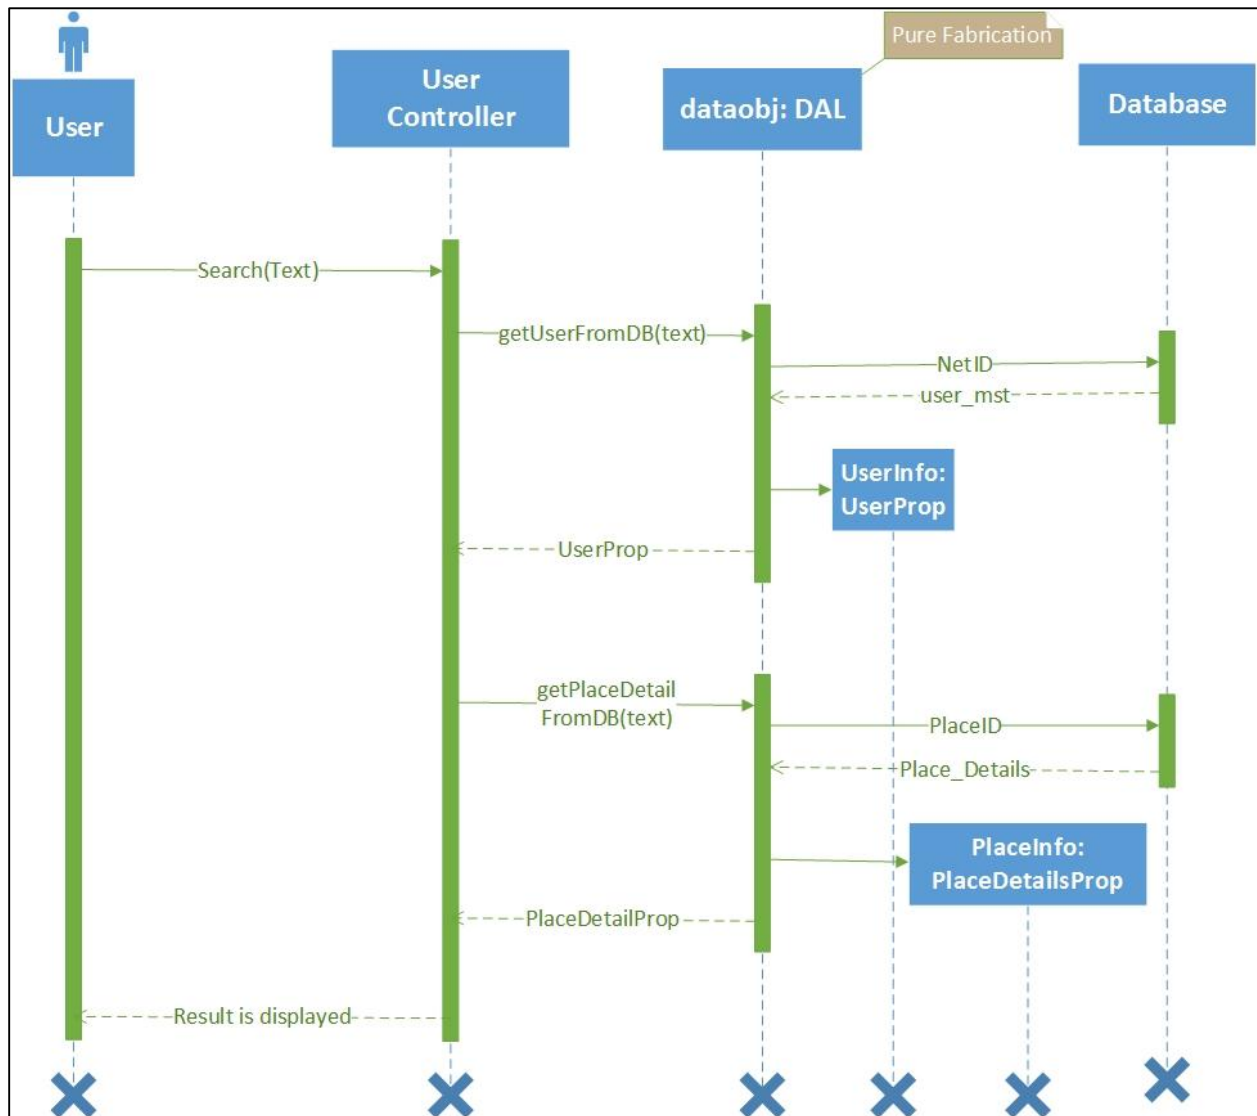 Pure Fabrication
User
User
Controller
dataobj: DAL
Database
Search(Text)
getUserFromDB(text)
NetID
user_mst
UserInfo:
UserProp
UserProp
getPlaceDetail
FromDB(text)
PlaceID
Place_Details
PlaceInfo:
PlaceDetailsProp
PlaceDetailProp
Result is displayed